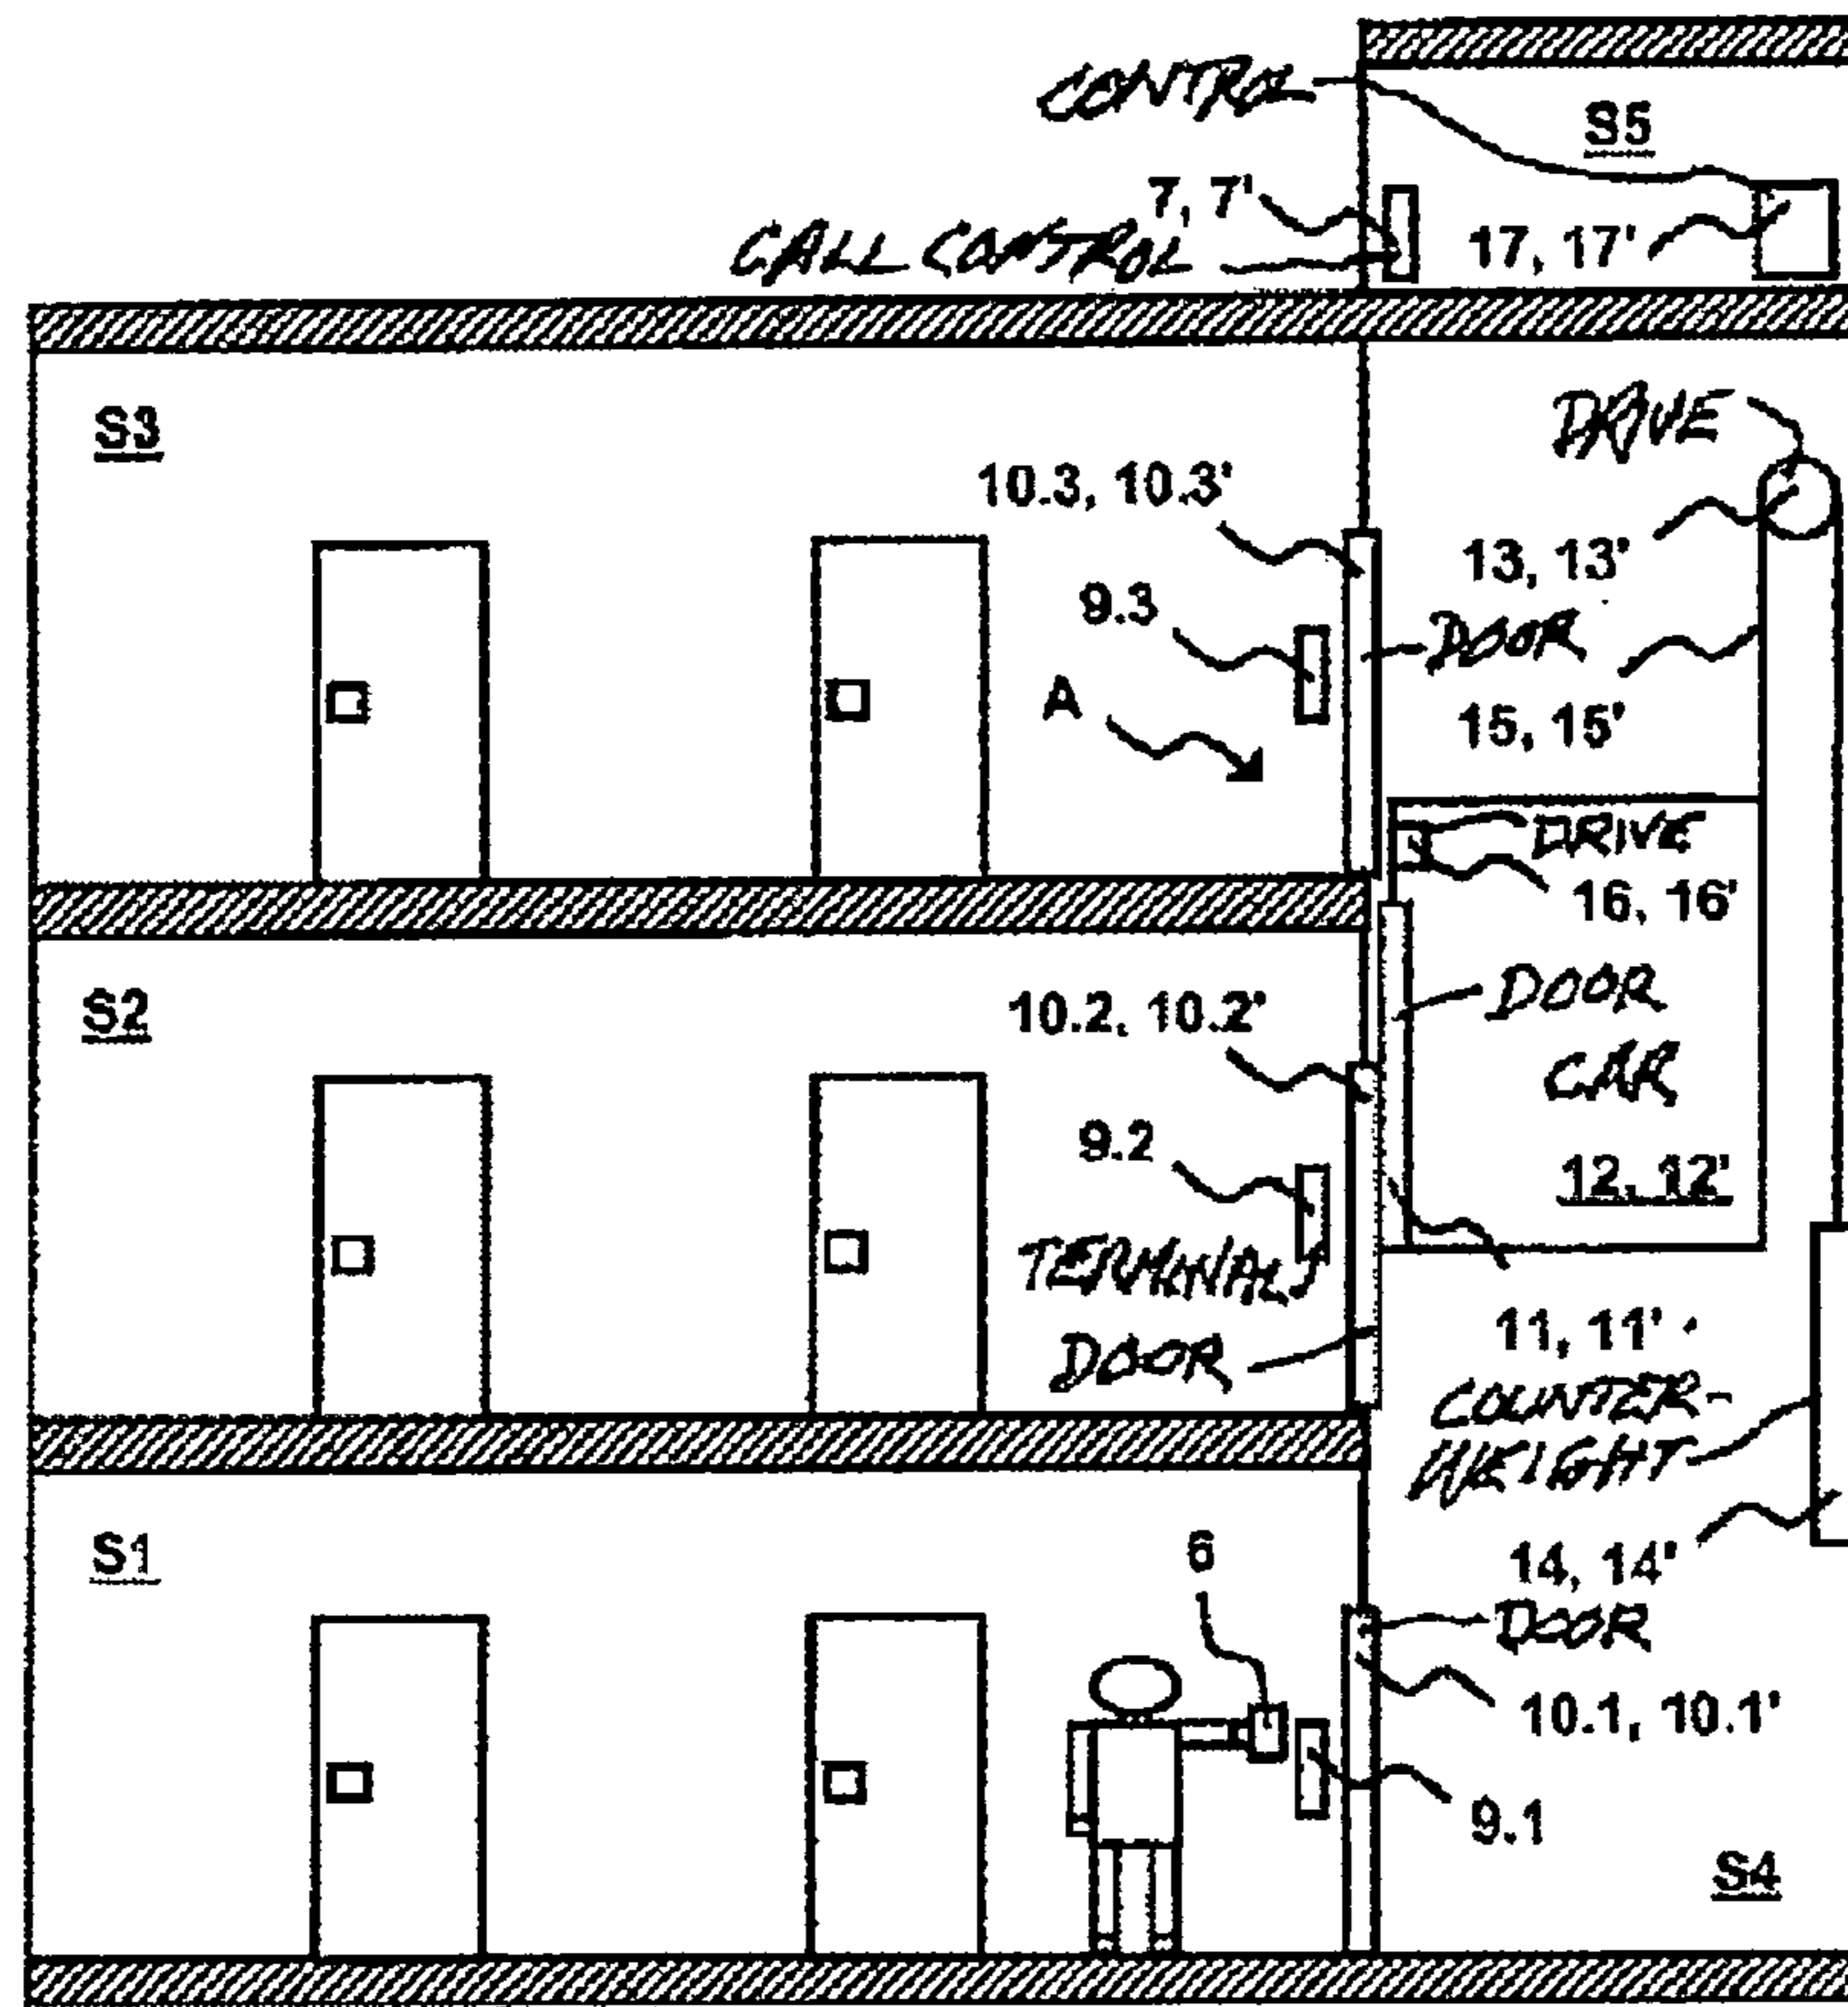 CONTROL
S5
7, 7'
CALL CONTROL
17, 17'
S3
DRIVE
10.3, 10.3'
13, 13'
9.3
DOOR
A
15, 15'
DRIVE
16, 16'
S2
10.2, 10.2'
DOOR
CAR
9.2
12, 12'
TERMINAL
11, 11'
DOOR
COUNTER-
WEIGHT
S1
6
14, 14'
DOOR
10.1, 10.1'
9.1
S4